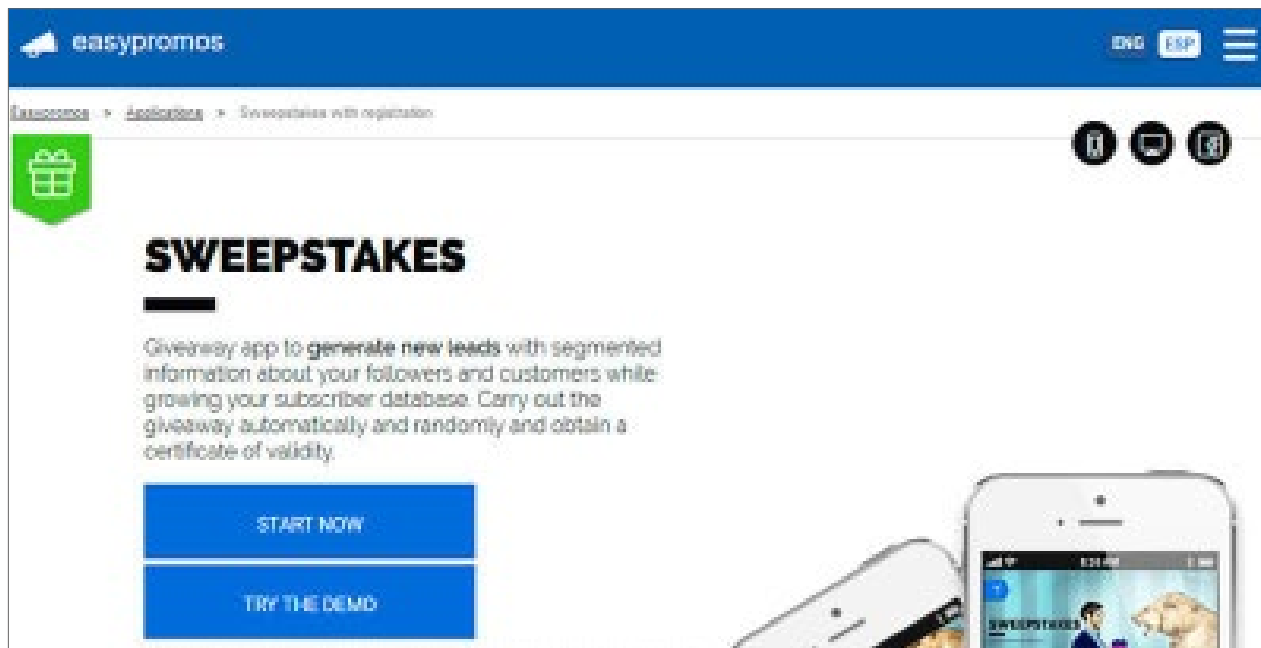 easypromos
ENG ESP
Easypromos > Applications > Sweepstakes with registration
SWEEPSTAKES
Giveaway app to generate new leads with segmented
information about your followers and customers while
growing your subscriber database. Carry out the
giveaway automatically and randomly and obtain a
certificate of validity.
START NOW
TRY THE DEMO
SWEEPSTAKES